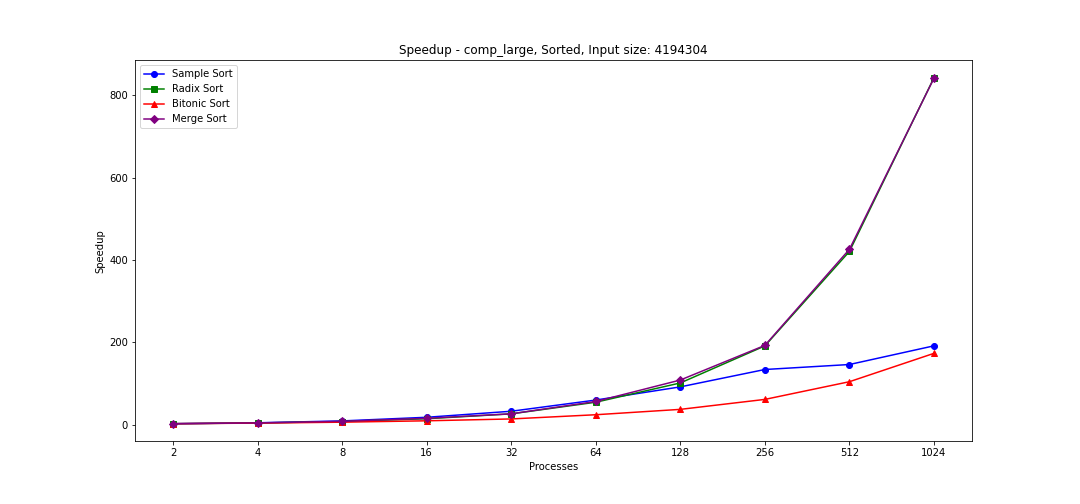 Speedup - comp_large, Sorted, Input size: 4194304
Sample Sort
Radix Sort
Bitonic Sort
Merge Sort
800
600
400
200
0
Speedup
2 4 8 16 32 64 128 256 512 1024
Processes